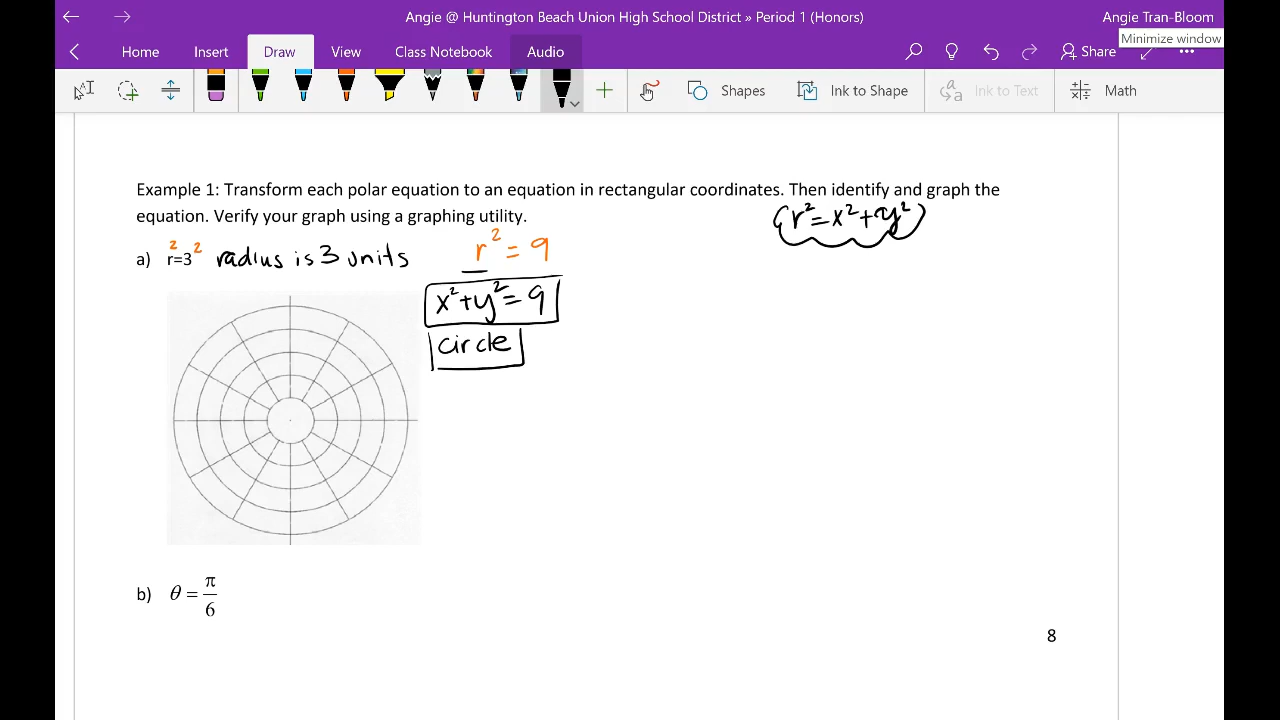 Angie @ Huntington Beach Union High School District » Period 1 (Honors)
Angie Tran-Bloom
Minimize window
Home Insert Draw View Class Notebook Audio Share
Shapes Ink to Shape Ink to Text Math
Example 1: Transform each polar equation to an equation in rectangular coordinates. Then identify and graph the
equation. Verify your graph using a graphing utility.
(r²=x²+y²)
a) r²=3² radius is 3 units r² = 9
x²+y² = 9
circle
b) θ = π/6
8